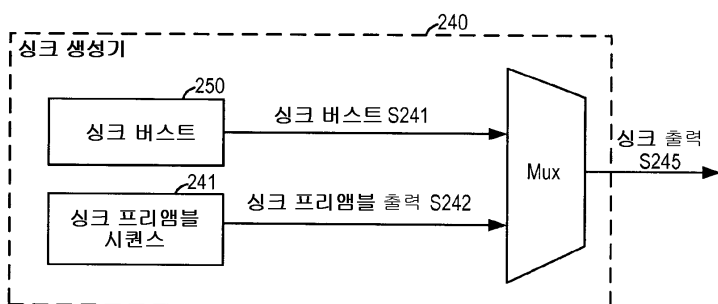 240
싱크 생성기
250
싱크 버스트
싱크 버스트 S241
241
싱크 프리앰블
시퀀스
싱크 프리앰블 출력 S242
Mux
싱크 출력
S245